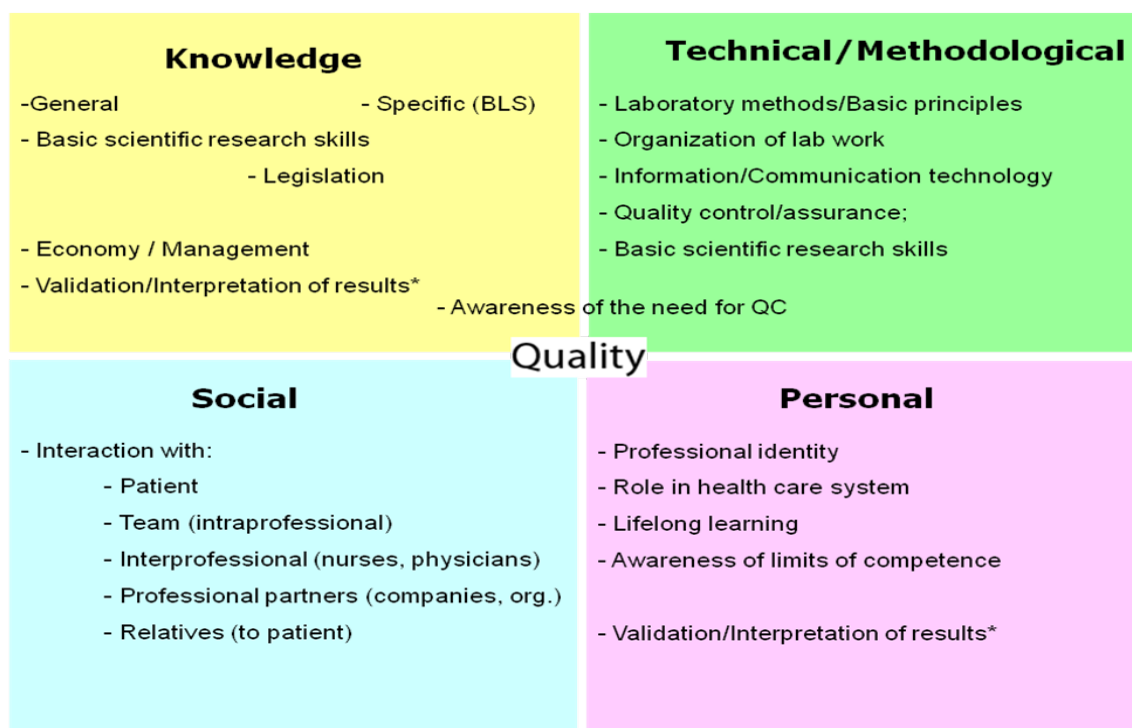 Knowledge
-General - Specific (BLS)
- Basic scientific research skills
- Legislation
- Economy / Management
- Validation/Interpretation of results*
Technical/Methodological
- Laboratory methods/Basic principles
- Organization of lab work
- Information/Communication technology
- Quality control/assurance;
- Basic scientific research skills
- Awareness of the need for QC
Quality
Social
- Interaction with:
- Patient
- Team (intraprofessional)
- Interprofessional (nurses, physicians)
- Professional partners (companies, org.)
- Relatives (to patient)
Personal
- Professional identity
- Role in health care system
- Lifelong learning
- Awareness of limits of competence
- Validation/Interpretation of results*